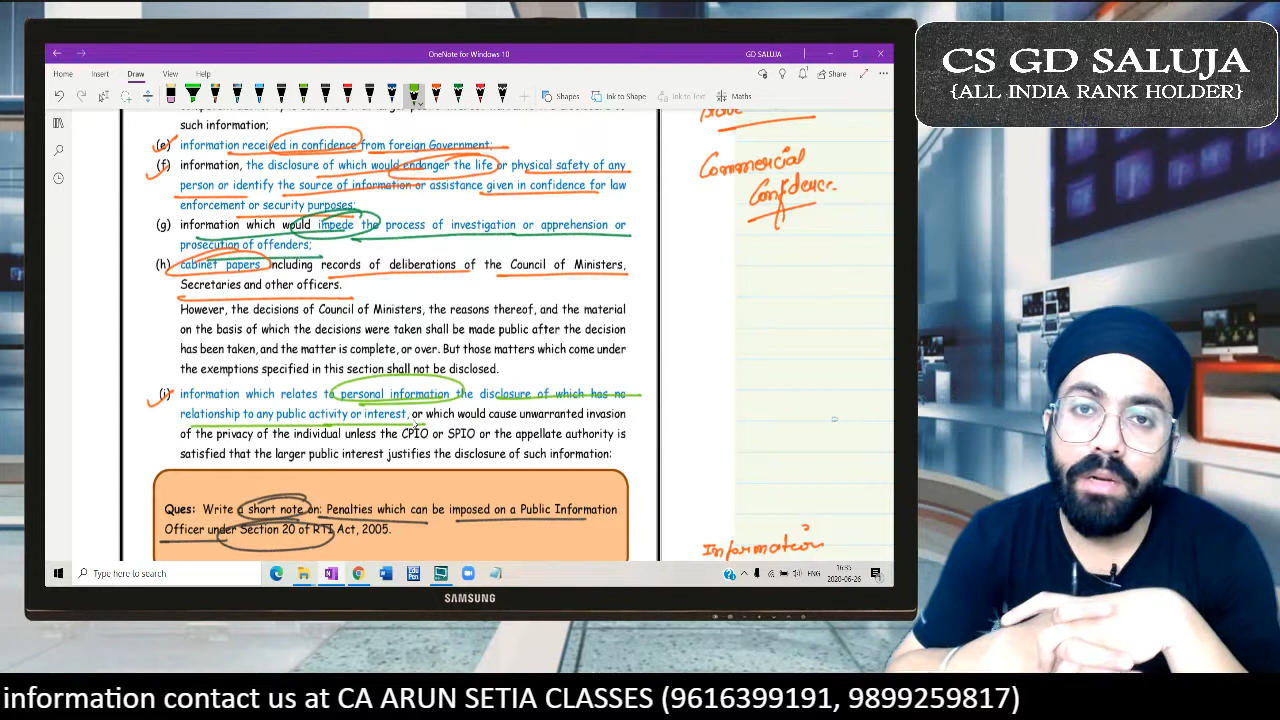 CS GD SALUJA
{ALL INDIA RANK HOLDER}
OneNote for Windows 10
GD SALUJA
Home Insert Draw View Help
Share
Shapes Ink to Shape Ink to Text Maths
such information;
(e) information received in confidence from foreign Government;
(f) information, the disclosure of which would endanger the life or physical safety of any
person or identify the source of information or assistance given in confidence for law
enforcement or security purposes;
(g) information which would impede the process of investigation or apprehension or
prosecution of offenders;
(h) cabinet papers including records of deliberations of the Council of Ministers,
Secretaries and other officers.
However, the decisions of Council of Ministers, the reasons thereof, and the material
on the basis of which the decisions were taken shall be made public after the decision
has been taken, and the matter is complete, or over. But those matters which come under
the exemptions specified in this section shall not be disclosed.
(i) information which relates to personal information the disclosure of which has no
relationship to any public activity or interest, or which would cause unwarranted invasion
of the privacy of the individual unless the CPIO or SPIO or the appellate authority is
satisfied that the larger public interest justifies the disclosure of such information:
Ques: Write a short note on: Penalties which can be imposed on a Public Information
Officer under Section 20 of RTI Act, 2005.
Commercial
Confidence
Information
Type here to search
ENG
16:35
2020-06-26
SAMSUNG
information contact us at CA ARUN SETIA CLASSES (9616399191, 9899259817)